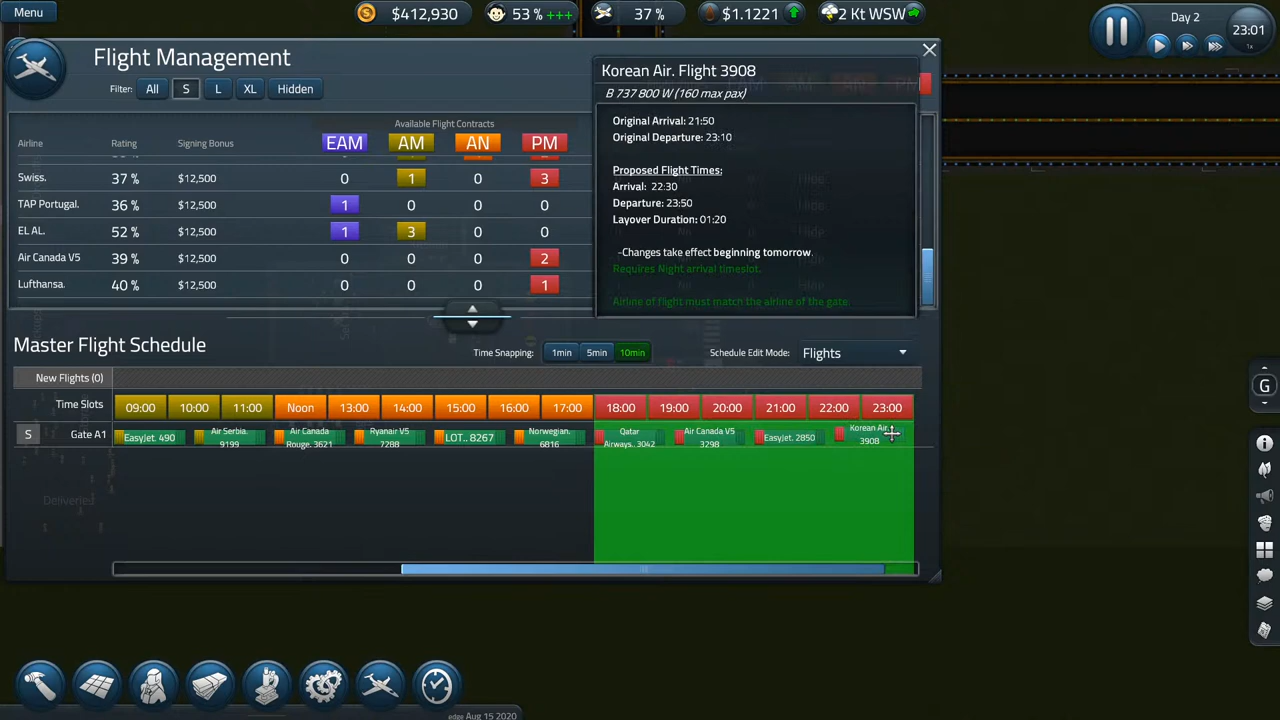 Menu
$412,930
53 % +++
37 %
$1.1221
2 Kt WSW
Day 2
23:01
1x
Flight Management
Filter:
All
S
L
XL
Hidden
Available Flight Contracts
Airline
Rating
Signing Bonus
EAM
AM
AN
PM
Swiss.
37 %
$12,500
0
1
0
3
TAP Portugal.
36 %
$12,500
1
0
0
0
EL AL.
52 %
$12,500
1
3
0
0
Air Canada V5
39 %
$12,500
0
0
0
2
Lufthansa.
40 %
$12,500
0
0
0
1
Korean Air. Flight 3908
B 737 800 W (160 max pax)
Original Arrival: 21:50
Original Departure: 23:10
Proposed Flight Times:
Arrival: 22:30
Departure: 23:50
Layover Duration: 01:20
-Changes take effect beginning tomorrow.
Requires Night arrival timeslot.
Airline of flight must match the airline of the gate.
Master Flight Schedule
Time Snapping:
1min
5min
10min
Schedule Edit Mode:
Flights
New Flights (0)
Time Slots
09:00
10:00
11:00
Noon
13:00
14:00
15:00
16:00
17:00
18:00
19:00
20:00
21:00
22:00
23:00
S
Gate A1
EasyJet. 490
Air Serbia.
9199
Air Canada
Rouge. 3621
Ryanair V5
7288
LOT.. 8267
Norwegian.
6816
Qatar
Airways.. 3042
Air Canada V5
3298
EasyJet. 2850
Korean Air.
3908
Delivered
G
edge Aug 15 2020